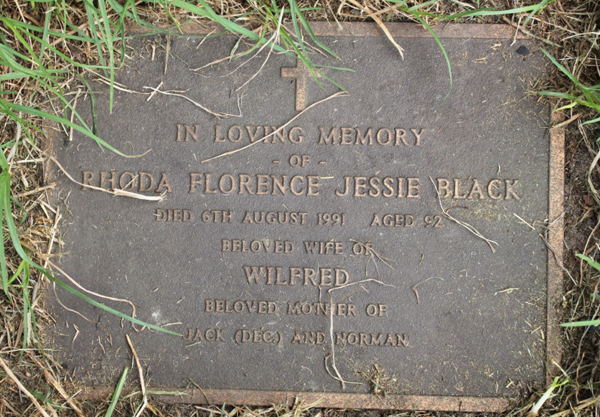 IN LOVING MEMORY
- OF -
RHODA FLORENCE JESSIE BLACK
DIED 6TH AUGUST 1991 AGED 92
BELOVED WIFE OF
WILFRED
BELOVED MOTHER OF
JACK (DEC) AND NORMAN